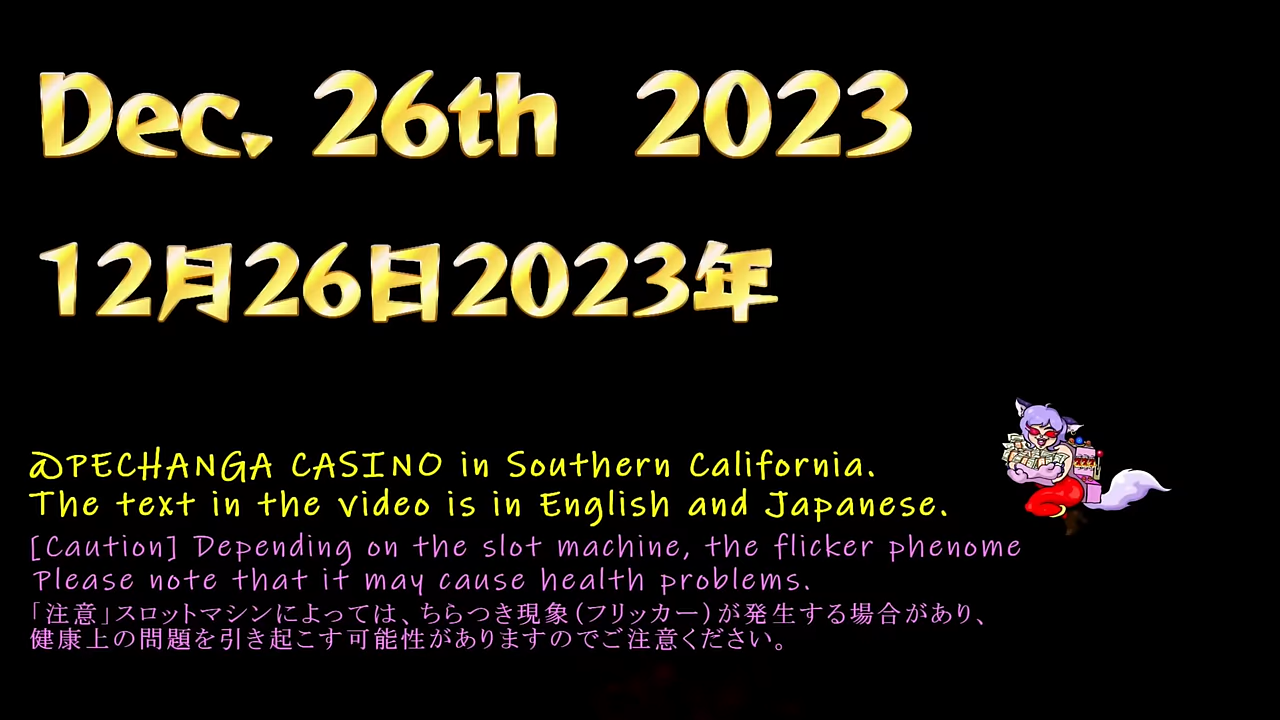 Dec. 26th 2023
12月26日2023年
@PECHANGA CASINO in Southern California.
The text in the video is in English and Japanese.
[Caution] Depending on the slot machine, the flicker phenome
Please note that it may cause health problems.
「注意」スロットマシンによっては、ちらつき現象(フリッカー)が発生する場合があり、
健康上の問題を引き起こす可能性がありますのでご注意ください。